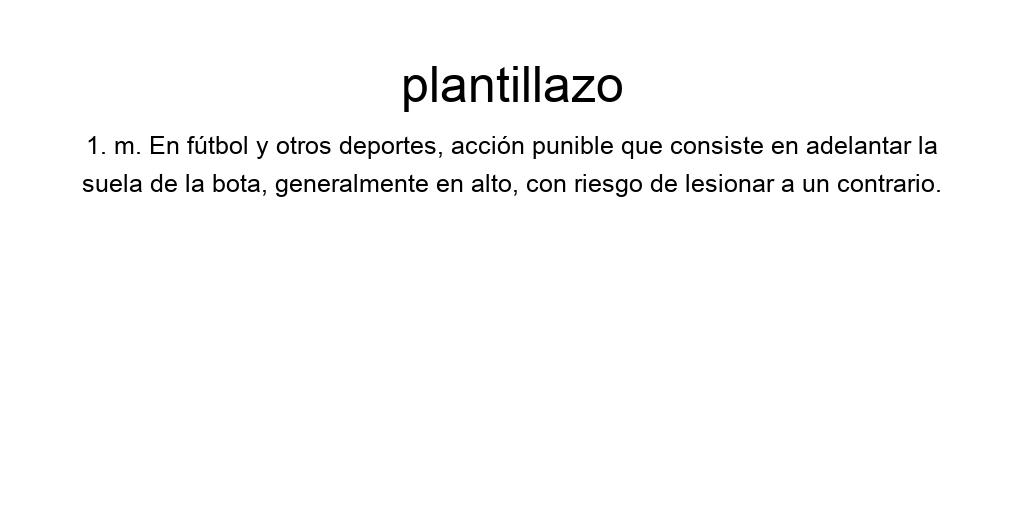 plantillazo
1. m. En fútbol y otros deportes, acción punible que consiste en adelantar la
suela de la bota, generalmente en alto, con riesgo de lesionar a un contrario.